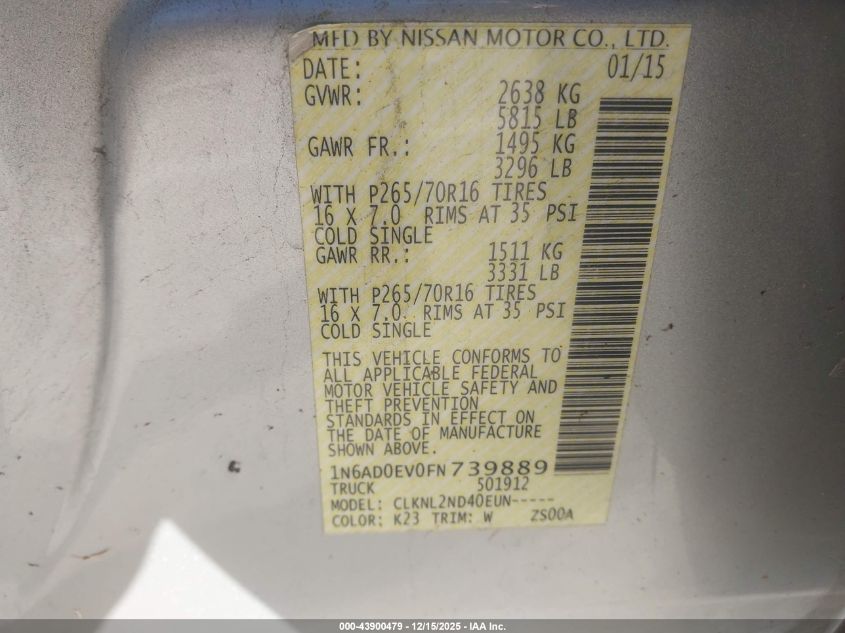 MFD BY NISSAN MOTOR CO., LTD.
DATE: 01/15
GVWR: 2638 KG
5815 LB
GAWR FR.: 1495 KG
3296 LB
WITH P265/70R16 TIRES
16 X 7.0 RIMS AT 35 PSI
COLD SINGLE
GAWR RR.: 1511 KG
3331 LB
WITH P265/70R16 TIRES
16 X 7.0 RIMS AT 35 PSI
COLD SINGLE
THIS VEHICLE CONFORMS TO
ALL APPLICABLE FEDERAL
MOTOR VEHICLE SAFETY AND
THEFT PREVENTION
STANDARDS IN EFFECT ON
THE DATE OF MANUFACTURE
SHOWN ABOVE.
1N6AD0EV0FN739889
TRUCK 501912
MODEL: CLKNL2ND40EUN-----
COLOR: K23 TRIM: W ZS00A
000-43900479 - 12/15/2025 - IAA Inc.